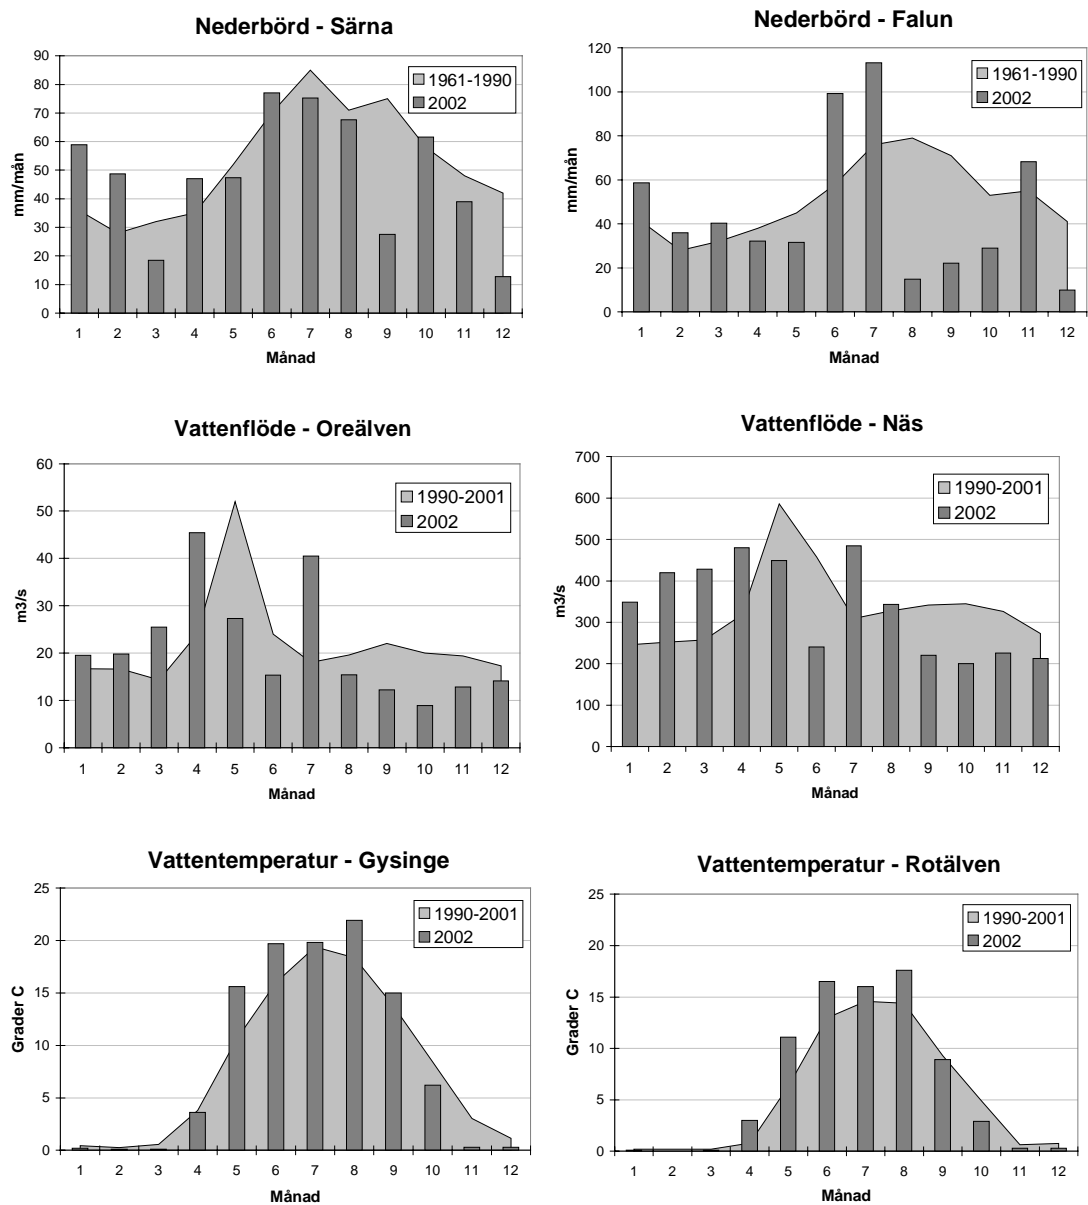 Nederbörd - Särna
90
80
70
60
50
40
30
20
10
0
mm/mån
1961-1990
2002
1 2 3 4 5 6 7 8 9 10 11 12
Månad
Nederbörd - Falun
120
100
80
60
40
20
0
mm/mån
1961-1990
2002
1 2 3 4 5 6 7 8 9 10 11 12
Månad
Vattenflöde - Oreälven
60
50
40
30
20
10
0
m3/s
1990-2001
2002
1 2 3 4 5 6 7 8 9 10 11 12
Månad
Vattenflöde - Näs
700
600
500
400
300
200
100
0
m3/s
1990-2001
2002
1 2 3 4 5 6 7 8 9 10 11 12
Månad
Vattentemperatur - Gysinge
25
20
15
10
5
0
Grader C
1990-2001
2002
1 2 3 4 5 6 7 8 9 10 11 12
Månad
Vattentemperatur - Rotälven
25
20
15
10
5
0
Grader C
1990-2001
2002
1 2 3 4 5 6 7 8 9 10 11 12
Månad